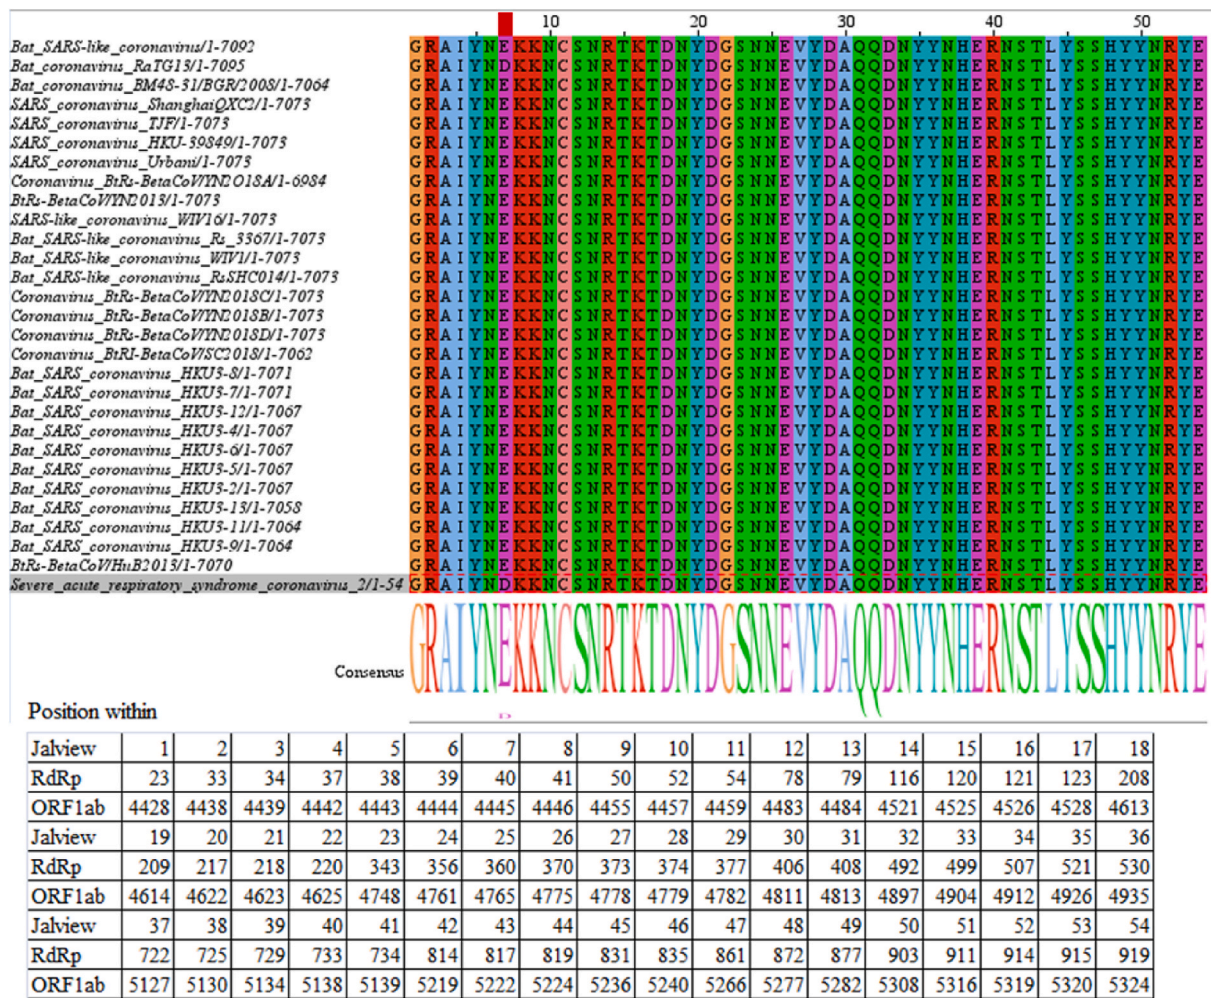 10 20 30 40 50
Bat_SARS-like_coronavirus/1-7092 GRAIYNEKKNCSNRTKTDNYDGSNNEVYDAQQDNYYNHERNSTLYSSHYYNRYE
Bat_coronavirus_RaTG13/1-7095 GRAIYNDKKNCSNRTKTDNYDGSNNEVYDAQQDNYYNHERNSTLYSSHYYNRYE
Bat_coronavirus_BM48-31/BGR/2008/1-7064 GRAIYNEKKNCSNRTKTDNYDGSNNEVYDAQQDNYYNHERNSTLYSSHYYNRYE
SARS_coronavirus_ShanghaiQXC2/1-7073 GRAIYNEKKNCSNRTKTDNYDGSNNEVYDAQQDNYYNHERNSTLYSSHYYNRYE
SARS_coronavirus_TJF/1-7073 GRAIYNEKKNCSNRTKTDNYDGSNNEVYDAQQDNYYNHERNSTLYSSHYYNRYE
SARS_coronavirus_HKU-39849/1-7073 GRAIYNEKKNCSNRTKTDNYDGSNNEVYDAQQDNYYNHERNSTLYSSHYYNRYE
SARS_coronavirus_Urbani/1-7073 GRAIYNEKKNCSNRTKTDNYDGSNNEVYDAQQDNYYNHERNSTLYSSHYYNRYE
Coronavirus_BtRs-BetaCoV/YN2018A/1-6984 GRAIYNEKKNCSNRTKTDNYDGSNNEVYDAQQDNYYNHERNSTLYSSHYYNRYE
BtRs-BetaCoV/YN2013/1-7073 GRAIYNEKKNCSNRTKTDNYDGSNNEVYDAQQDNYYNHERNSTLYSSHYYNRYE
SARS-like_coronavirus_WIV16/1-7073 GRAIYNEKKNCSNRTKTDNYDGSNNEVYDAQQDNYYNHERNSTLYSSHYYNRYE
Bat_SARS-like_coronavirus_Rs_3367/1-7073 GRAIYNEKKNCSNRTKTDNYDGSNNEVYDAQQDNYYNHERNSTLYSSHYYNRYE
Bat_SARS-like_coronavirus_WIV1/1-7073 GRAIYNEKKNCSNRTKTDNYDGSNNEVYDAQQDNYYNHERNSTLYSSHYYNRYE
Bat_SARS-like_coronavirus_RsSHC014/1-7073 GRAIYNEKKNCSNRTKTDNYDGSNNEVYDAQQDNYYNHERNSTLYSSHYYNRYE
Coronavirus_BtRs-BetaCoV/YN2018C/1-7073 GRAIYNEKKNCSNRTKTDNYDGSNNEVYDAQQDNYYNHERNSTLYSSHYYNRYE
Coronavirus_BtRs-BetaCoV/YN2018B/1-7073 GRAIYNEKKNCSNRTKTDNYDGSNNEVYDAQQDNYYNHERNSTLYSSHYYNRYE
Coronavirus_BtRs-BetaCoV/YN2018D/1-7073 GRAIYNEKKNCSNRTKTDNYDGSNNEVYDAQQDNYYNHERNSTLYSSHYYNRYE
Coronavirus_BtRl-BetaCoV/SC2018/1-7062 GRAIYNEKKNCSNRTKTDNYDGSNNEVYDAQQDNYYNHERNSTLYSSHYYNRYE
Bat_SARS_coronavirus_HKU3-8/1-7071 GRAIYNEKKNCSNRTKTDNYDGSNNEVYDAQQDNYYNHERNSTLYSSHYYNRYE
Bat_SARS_coronavirus_HKU3-7/1-7071 GRAIYNEKKNCSNRTKTDNYDGSNNEVYDAQQDNYYNHERNSTLYSSHYYNRYE
Bat_SARS_coronavirus_HKU3-12/1-7067 GRAIYNEKKNCSNRTKTDNYDGSNNEVYDAQQDNYYNHERNSTLYSSHYYNRYE
Bat_SARS_coronavirus_HKU3-4/1-7067 GRAIYNEKKNCSNRTKTDNYDGSNNEVYDAQQDNYYNHERNSTLYSSHYYNRYE
Bat_SARS_coronavirus_HKU3-6/1-7067 GRAIYNEKKNCSNRTKTDNYDGSNNEVYDAQQDNYYNHERNSTLYSSHYYNRYE
Bat_SARS_coronavirus_HKU3-5/1-7067 GRAIYNEKKNCSNRTKTDNYDGSNNEVYDAQQDNYYNHERNSTLYSSHYYNRYE
Bat_SARS_coronavirus_HKU3-2/1-7067 GRAIYNEKKNCSNRTKTDNYDGSNNEVYDAQQDNYYNHERNSTLYSSHYYNRYE
Bat_SARS_coronavirus_HKU3-13/1-7058 GRAIYNEKKNCSNRTKTDNYDGSNNEVYDAQQDNYYNHERNSTLYSSHYYNRYE
Bat_SARS_coronavirus_HKU3-11/1-7064 GRAIYNEKKNCSNRTKTDNYDGSNNEVYDAQQDNYYNHERNSTLYSSHYYNRYE
Bat_SARS_coronavirus_HKU3-9/1-7064 GRAIYNEKKNCSNRTKTDNYDGSNNEVYDAQQDNYYNHERNSTLYSSHYYNRYE
BtRs-BetaCoV/HuB2013/1-7070 GRAIYNEKKNCSNRTKTDNYDGSNNEVYDAQQDNYYNHERNSTLYSSHYYNRYE
Severe_acute_respiratory_syndrome_coronavirus_2/1-54 GRAIYNDKKNCSNRTKTDNYDGSNNEVYDAQQDNYYNHERNSTLYSSHYYNRYE
Consensus GRAIYNEKKNCSNRTKTDNYDGSNNEVYDAQQDNYYNHERNSTLYSSHYYNRYE
Position within
Jalview 1 2 3 4 5 6 7 8 9 10 11 12 13 14 15 16 17 18
RdRp 23 33 34 37 38 39 40 41 50 52 54 78 79 116 120 121 123 208
ORF1ab 4428 4438 4439 4442 4443 4444 4445 4446 4455 4457 4459 4483 4484 4521 4525 4526 4528 4613
Jalview 19 20 21 22 23 24 25 26 27 28 29 30 31 32 33 34 35 36
RdRp 209 217 218 220 343 356 360 370 373 374 377 406 408 492 499 507 521 530
ORF1ab 4614 4622 4623 4625 4748 4761 4765 4775 4778 4779 4782 4811 4813 4897 4904 4912 4926 4935
Jalview 37 38 39 40 41 42 43 44 45 46 47 48 49 50 51 52 53 54
RdRp 722 725 729 733 734 814 817 819 831 835 861 872 877 903 911 914 915 919
ORF1ab 5127 5130 5134 5138 5139 5219 5222 5224 5236 5240 5266 5277 5282 5308 5316 5319 5320 5324